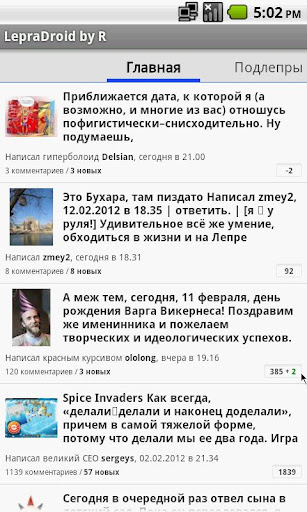 5:02 PM
LepraDroid by R
Главная Подлепры
Приближается дата, к которой я (а
возможно, и многие из вас) отношусь
пофигистически–снисходительно. Ну
подумаешь,
Написал гиперболоид Delsian, сегодня в 21.00
3 комментариев / 3 новых -2
Это Бухара, там пиздато Написал zmey2,
12.02.2012 в 18.35 | ответить. | [я 􀀀 у
руля!] Удивительное всё же умение,
обходиться в жизни и на Лепре
Написал zmey2, сегодня в 18.31
8 комментариев / 8 новых 92
А меж тем, сегодня, 11 февраля, день
рождения Варга Викернеса! Поздравим
же именинника и пожелаем
творческих и идеологических успехов.
Написал красным курсивом ololong, вчера в 19.16
120 комментариев / 3 новых 385 + 2
Spice Invaders Как всегда,
«делали делали и наконец доделали»,
причем в самой тяжелой форме,
потому что делали мы ее два года. Игра
Написал великий CEO sergeys, 02.02.2012 в 21.35
1139 комментариев / 57 новых 1839
Сегодня в очередной раз отвел сына в